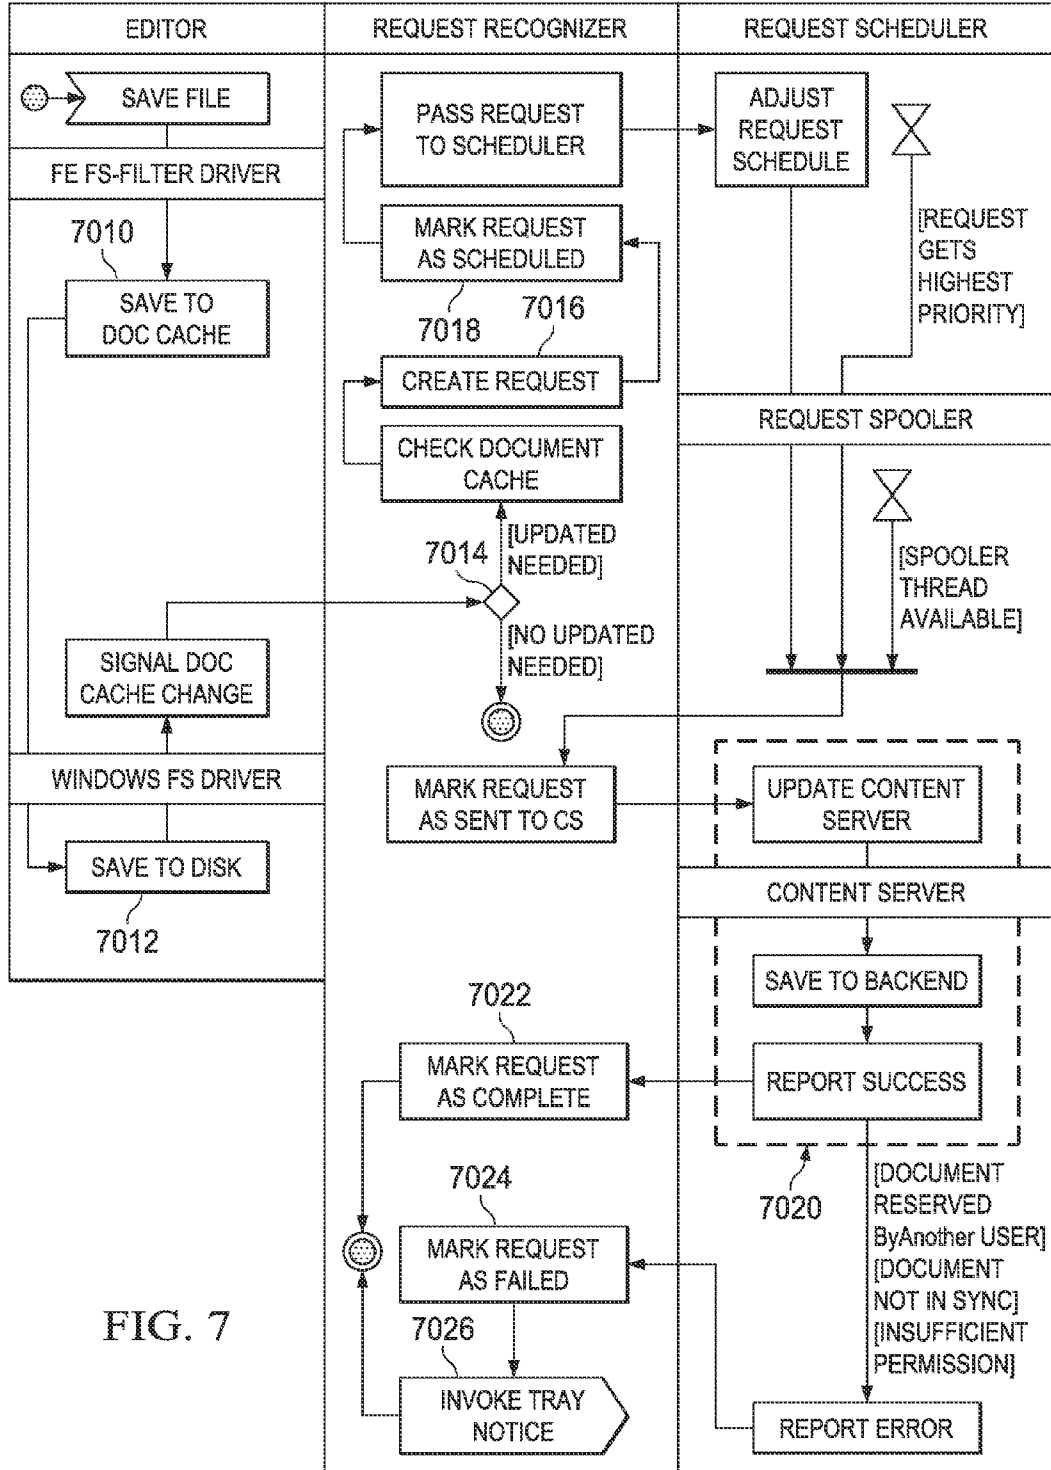 EDITOR
REQUEST RECOGNIZER
REQUEST SCHEDULER
SAVE FILE
FE FS-FILTER DRIVER
7010
SAVE TO
DOC CACHE
SIGNAL DOC
CACHE CHANGE
WINDOWS FS DRIVER
SAVE TO DISK
7012
PASS REQUEST
TO SCHEDULER
MARK REQUEST
AS SCHEDULED
7018
7016
CREATE REQUEST
CHECK DOCUMENT
CACHE
[UPDATED
NEEDED]
7014
[NO UPDATED
NEEDED]
MARK REQUEST
AS SENT TO CS
7022
MARK REQUEST
AS COMPLETE
7024
MARK REQUEST
AS FAILED
7026
INVOKE TRAY
NOTICE
ADJUST
REQUEST
SCHEDULE
[REQUEST
GETS
HIGHEST
PRIORITY]
REQUEST SPOOLER
[SPOOLER
THREAD
AVAILABLE]
UPDATE CONTENT
SERVER
CONTENT SERVER
SAVE TO BACKEND
REPORT SUCCESS
7020
[DOCUMENT
RESERVED
ByAnother USER]
[DOCUMENT
NOT IN SYNC]
[INSUFFICIENT
PERMISSION]
REPORT ERROR
FIG. 7